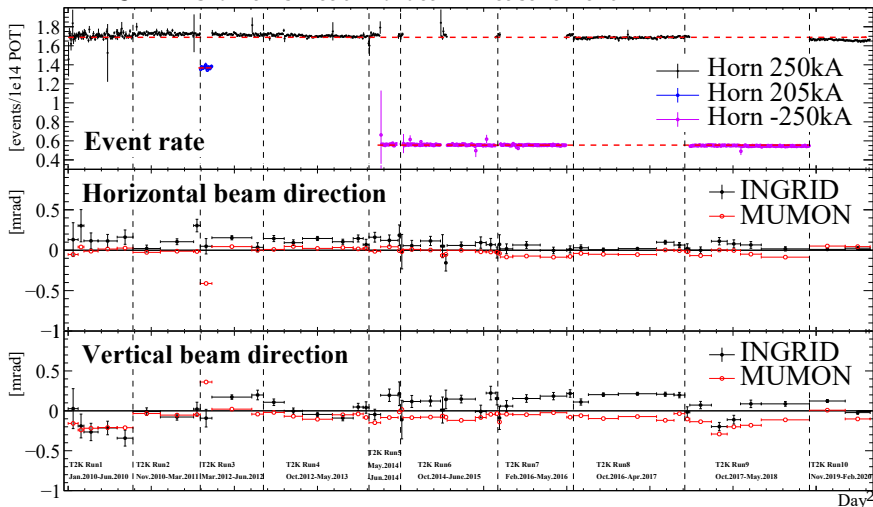 1.8
1.6
1.4
1.2
1
0.8
0.6
0.4
[events/1e14 POT]
Horn 250kA
Horn 205kA
Horn -250kA
Event rate
Horizontal beam direction
INGRID
MUMON
[mrad]
0.5
0
−0.5
−1
Vertical beam direction
INGRID
MUMON
[mrad]
0.5
0
−0.5
−1
T2K Run1
Jan.2010-Jun.2010
T2K Run2
Nov.2010-Mar.2011
T2K Run3
Mar.2012-Jun.2012
T2K Run4
Oct.2012-May.2013
T2K Run5
May.2014
Jun.2014
T2K Run6
Oct.2014-June.2015
T2K Run7
Feb.2016-May.2016
T2K Run8
Oct.2016-Apr.2017
T2K Run9
Oct.2017-May.2018
T2K Run10
Nov.2019-Feb.2020
Day